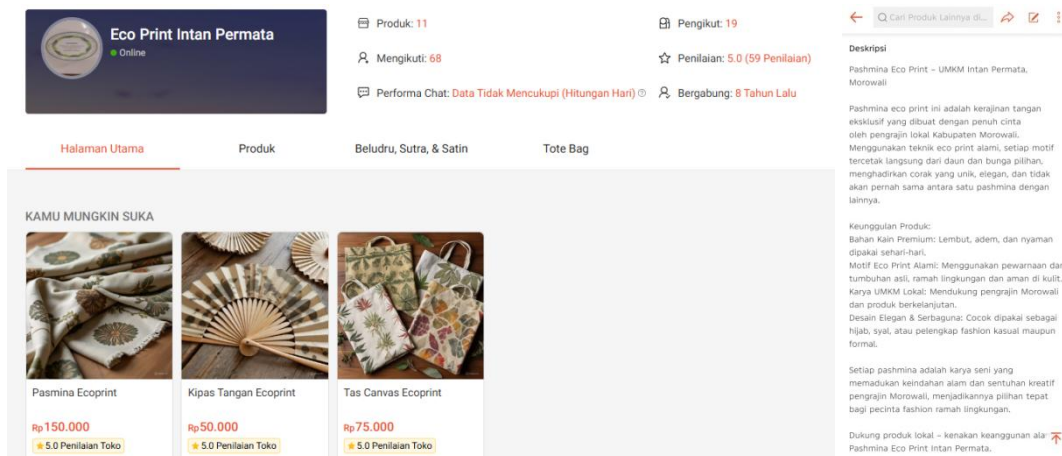 Eco Print Intan Permata
Online
Produk: 11
Mengikuti: 68
Performa Chat: Data Tidak Mencukupi (Hitungan Hari)
Pengikut: 19
Penilaian: 5.0 (59 Penilaian)
Bergabung: 8 Tahun Lalu
Halaman Utama
Produk
Beludru, Sutra, & Satin
Tote Bag
KAMU MUNGKIN SUKA
Pasmina Ecoprint
Rp150.000
5.0 Penilaian Toko
Kipas Tangan Ecoprint
Rp50.000
5.0 Penilaian Toko
Tas Canvas Ecoprint
Rp75.000
5.0 Penilaian Toko
Cari Produk Lainnya di...
Deskripsi
Pashmina Eco Print – UMKM Intan Permata,
Morowali
Pashmina eco print ini adalah kerajinan tangan
eksklusif yang dibuat dengan penuh cinta
oleh pengrajin lokal Kabupaten Morowali.
Menggunakan teknik eco print alami, setiap motif
tercetak langsung dari daun dan bunga pilihan,
menghadirkan corak yang unik, elegan, dan tidak
akan pernah sama antara satu pashmina dengan
lainnya.
Keunggulan Produk:
Bahan Kain Premium: Lembut, adem, dan nyaman
dipakai sehari-hari.
Motif Eco Print Alami: Menggunakan pewarnaan dar
tumbuhan asli, ramah lingkungan dan aman di kulit.
Karya UMKM Lokal: Mendukung pengrajin Morowali
dan produk berkelanjutan.
Desain Elegan & Serbaguna: Cocok dipakai sebagai
hijab, syal, atau pelengkap fashion kasual maupun
formal.
Setiap pashmina adalah karya seni yang
memadukan keindahan alam dan sentuhan kreatif
pengrajin Morowali, menjadikannya pilihan tepat
bagi pecinta fashion ramah lingkungan.
Dukung produk lokal – kenakan keanggunan ala
Pashmina Eco Print Intan Permata.